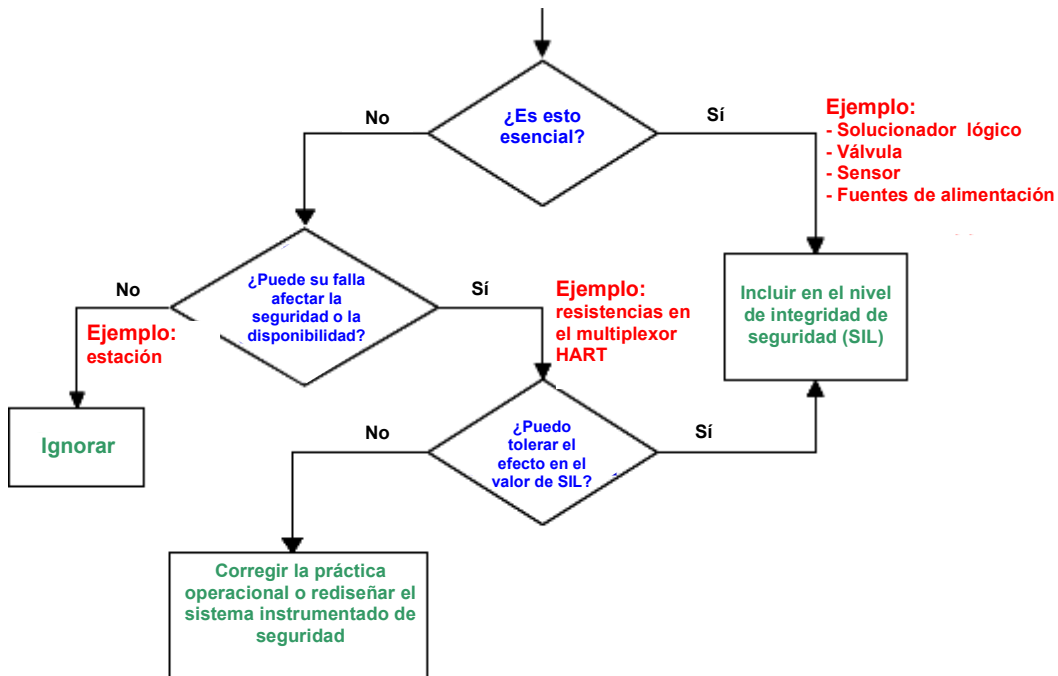 ¿Es esto
esencial?
No
Sí
Ejemplo:
- Solucionador lógico
- Válvula
- Sensor
- Fuentes de alimentación
¿Puede su falla
afectar la
seguridad o la
disponibilidad?
No
Sí
Ejemplo:
estación
Ejemplo:
resistencias en
el multiplexor
HART
Incluir en el nivel
de integridad de
seguridad (SIL)
Ignorar
¿Puedo
tolerar el
efecto en el
valor de SIL?
No
Sí
Corregir la práctica
operacional o rediseñar el
sistema instrumentado de
seguridad